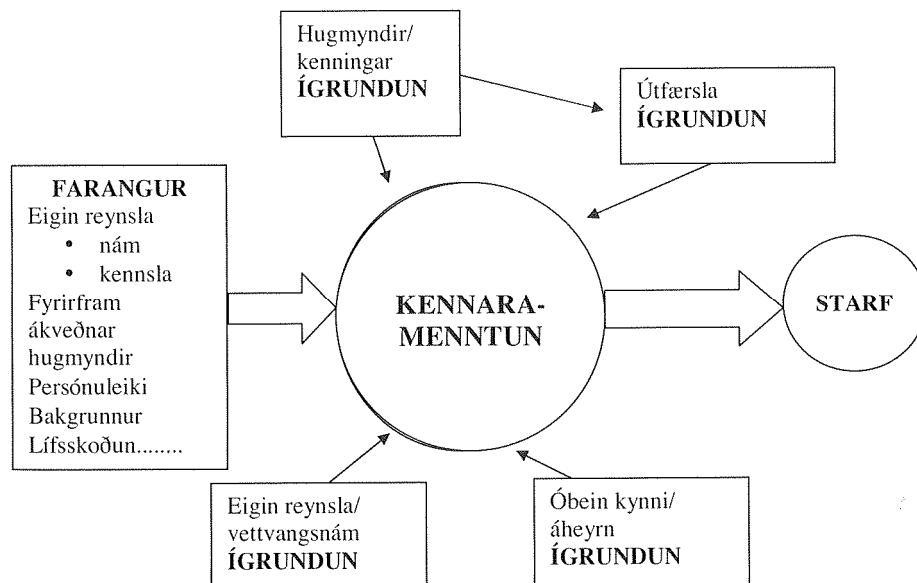 Hugmyndir/
kenningar
ÍGRUNDUN
Útfærsla
ÍGRUNDUN
FARANGUR
Eigin reynsla
• nám
• kennsla
Fyrirfram
ákveðnar
hugmyndir
Persónuleiki
Bakgrunnur
Lífsskoðun........
KENNARA-
MENNTUN
STARF
Eigin reynsla/
vettvangsnám
ÍGRUNDUN
Óbein kynni/
áheyrn
ÍGRUNDUN